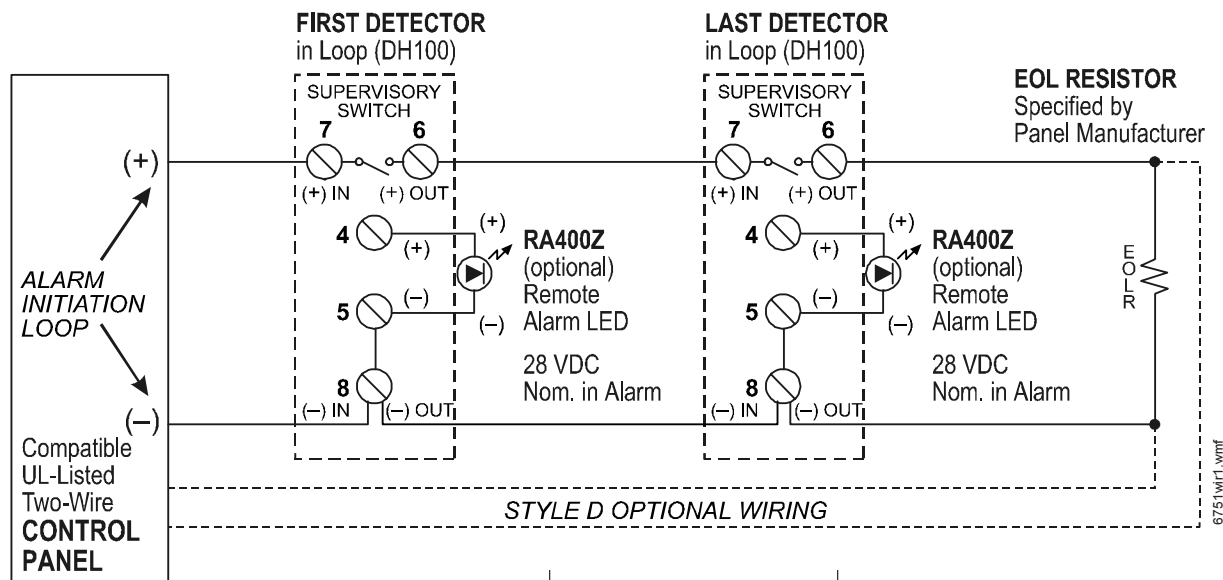 FIRST DETECTOR
in Loop (DH100)
LAST DETECTOR
in Loop (DH100)
SUPERVISORY
SWITCH
7
6
(+) IN
(+) OUT
4
(+)
(+)
5
(−)
(−)
8
(−) IN
(−) OUT
RA400Z
(optional)
Remote
Alarm LED
28 VDC
Nom. in Alarm
SUPERVISORY
SWITCH
7
6
(+) IN
(+) OUT
4
(+)
(+)
5
(−)
(−)
8
(−) IN
(−) OUT
RA400Z
(optional)
Remote
Alarm LED
28 VDC
Nom. in Alarm
EOL RESISTOR
Specified by
Panel Manufacturer
EOLR
(+)
ALARM
INITIATION
LOOP
(−)
Compatible
UL-Listed
Two-Wire
CONTROL
PANEL
STYLE D OPTIONAL WIRING
6751wir1.wmf